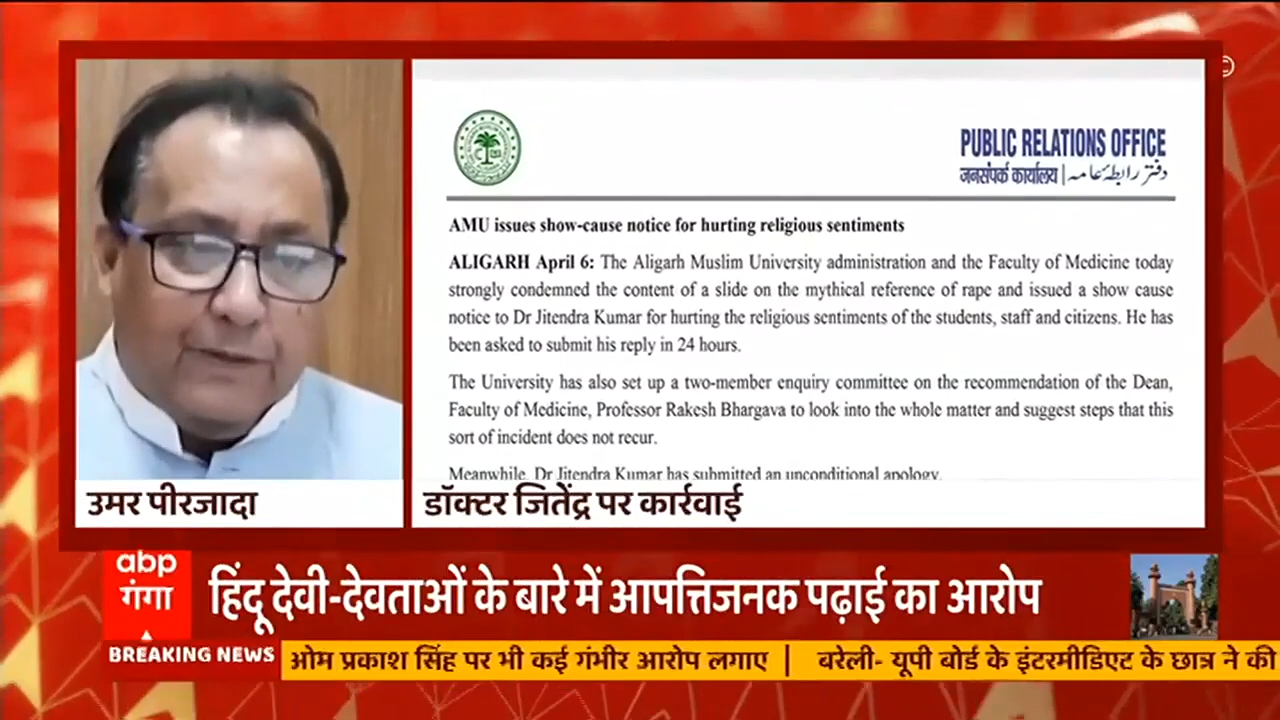 ©
PUBLIC RELATIONS OFFICE
जनसंपर्क कार्यालय | دفتر رابطہ عامہ
AMU issues show-cause notice for hurting religious sentiments
ALIGARH April 6: The Aligarh Muslim University administration and the Faculty of Medicine today
strongly condemned the content of a slide on the mythical reference of rape and issued a show cause
notice to Dr Jitendra Kumar for hurting the religious sentiments of the students, staff and citizens. He has
been asked to submit his reply in 24 hours.
The University has also set up a two-member enquiry committee on the recommendation of the Dean,
Faculty of Medicine, Professor Rakesh Bhargava to look into the whole matter and suggest steps that this
sort of incident does not recur.
Meanwhile, Dr Jitendra Kumar has submitted an unconditional apology.
उमर पीरजादा
डॉक्टर जितेंद्र पर कार्रवाई
abp
गंगा
हिंदू देवी-देवताओं के बारे में आपत्तिजनक पढ़ाई का आरोप
BREAKING NEWS
ओम प्रकाश सिंह पर भी कई गंभीर आरोप लगाए | बरेली- यूपी बोर्ड के इंटरमीडिएट के छात्र ने की